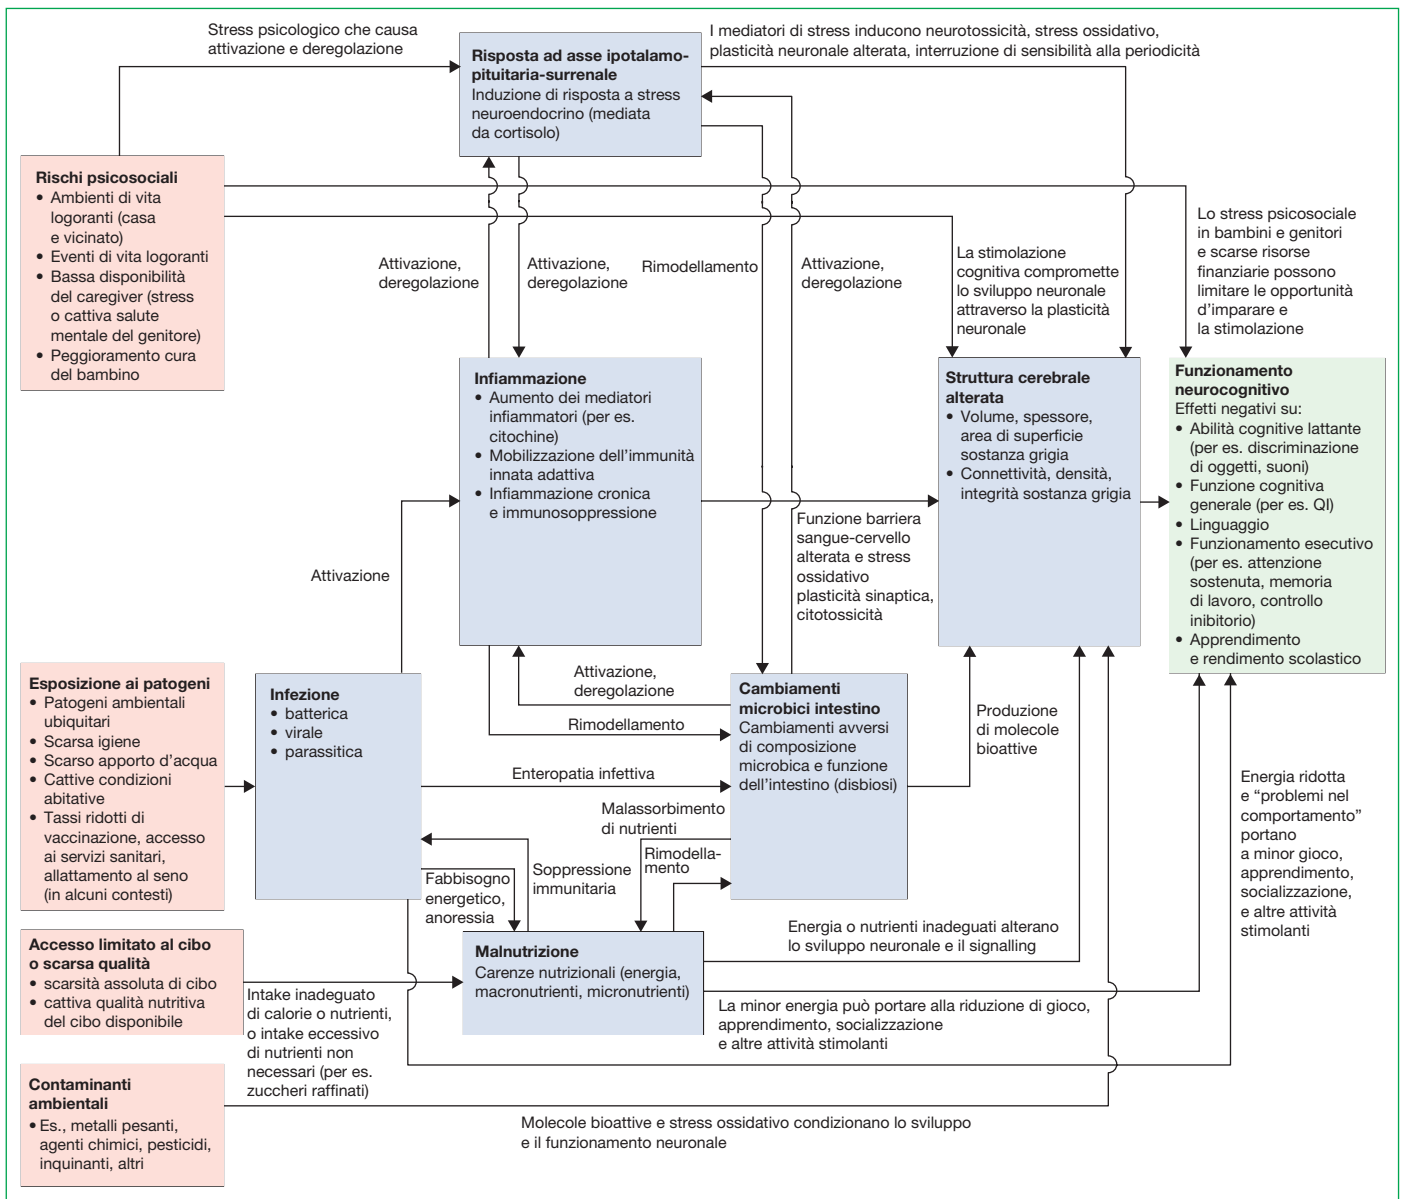 Stress psicologico che causa
attivazione e deregolazione
I mediatori di stress inducono neurotossicità, stress ossidativo,
plasticità neuronale alterata, interruzione di sensibilità alla periodicità
Risposta ad asse ipotalamo-
pituitaria-surrenale
Induzione di risposta a stress
neuroendocrino (mediata
da cortisolo)
Rischi psicosociali
• Ambienti di vita
logoranti (casa
e vicinato)
• Eventi di vita logoranti
• Bassa disponibilità
del caregiver (stress
o cattiva salute
mentale del genitore)
• Peggioramento cura
del bambino
Attivazione,
deregolazione
Attivazione,
deregolazione
Rimodellamento
Attivazione,
deregolazione
La stimolazione
cognitiva compromette
lo sviluppo neuronale
attraverso la plasticità
neuronale
Lo stress psicosociale
in bambini e genitori
e scarse risorse
finanziarie possono
limitare le opportunità
d'imparare e
la stimolazione
Infiammazione
• Aumento dei mediatori
infiammatori (per es.
citochine)
• Mobilizzazione dell'immunità
innata adattiva
• Infiammazione cronica
e immunosoppressione
Struttura cerebrale
alterata
• Volume, spessore,
area di superficie
sostanza grigia
• Connettività, densità,
integrità sostanza grigia
Funzionamento
neurocognitivo
Effetti negativi su:
• Abilità cognitive lattante
(per es. discriminazione
di oggetti, suoni)
• Funzione cognitiva
generale (per es. QI)
• Linguaggio
• Funzionamento esecutivo
(per es. attenzione
sostenuta, memoria
di lavoro, controllo
inibitorio)
• Apprendimento
e rendimento scolastico
Attivazione
Funzione barriera
sangue-cervello
alterata e stress
ossidativo
plasticità sinaptica,
citotossicità
Esposizione ai patogeni
• Patogeni ambientali
ubiquitari
• Scarsa igiene
• Scarso apporto d'acqua
• Cattive condizioni
abitative
• Tassi ridotti di
vaccinazione, accesso
ai servizi sanitari,
allattamento al seno
(in alcuni contesti)
Infezione
• batterica
• virale
• parassitica
Attivazione,
deregolazione
Rimodellamento
Enteropatia infettiva
Cambiamenti
microbici intestino
Cambiamenti avversi
di composizione
microbica e funzione
dell'intestino (disbiosi)
Produzione
di molecole
bioattive
Malassorbimento
di nutrienti
Rimodella-
mento
Soppressione
immunitaria
Fabbisogno
energetico,
anoressia
Energia ridotta
e “problemi nel
comportamento”
portano
a minor gioco,
apprendimento,
socializzazione,
e altre attività
stimolanti
Accesso limitato al cibo
o scarsa qualità
• scarsità assoluta di cibo
• cattiva qualità nutritiva
del cibo disponibile
Intake inadeguato
di calorie o nutrienti,
o intake eccessivo
di nutrienti non
necessari (per es.
zuccheri raffinati)
Malnutrizione
Carenze nutrizionali (energia,
macronutrienti, micronutrienti)
Energia o nutrienti inadeguati alterano
lo sviluppo neuronale e il signalling
La minor energia può portare alla riduzione di gioco,
apprendimento, socializzazione
e altre attività stimolanti
Contaminanti
ambientali
• Es., metalli pesanti,
agenti chimici, pesticidi,
inquinanti, altri
Molecole bioattive e stress ossidativo condizionano lo sviluppo
e il funzionamento neuronale